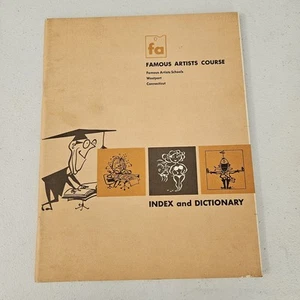 fa
FAMOUS ARTISTS COURSE
Famous Artists Schools
Westport
Connecticut
INDEX and DICTIONARY